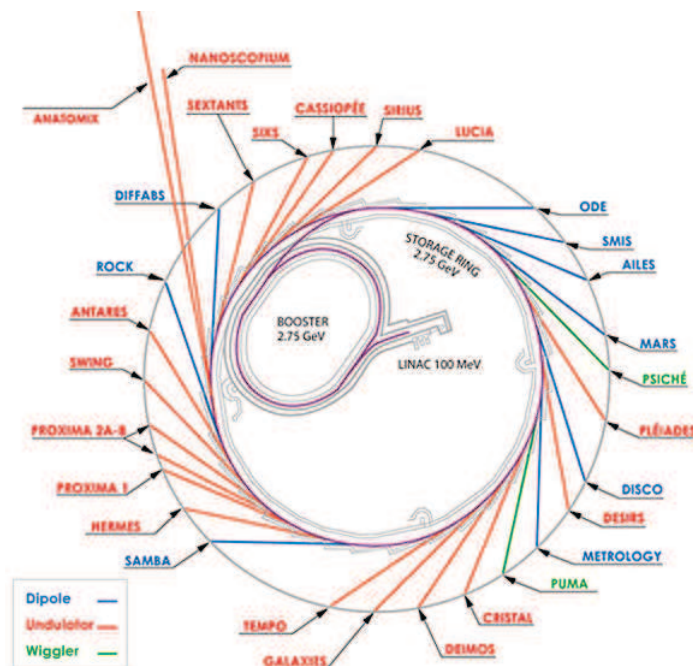 NANOSCOPIUM
ANATOMIX
SEXTANTS
SIXS
CASSIOPÉE
SIRIUS
LUCIA
DIFFABS
ROCK
ANTARES
SWING
PROXIMA 2A-B
PROXIMA 1
HERMES
SAMBA
ODE
SMIS
AILES
MARS
PSICHÉ
PLÉIADES
DISCO
DESIRS
METROLOGY
PUMA
CRISTAL
DEIMOS
GALAXIES
TEMPO
STORAGE RING
2.75 GeV
BOOSTER
2.75 GeV
LINAC 100 MeV
Dipole
Undulator
Wiggler